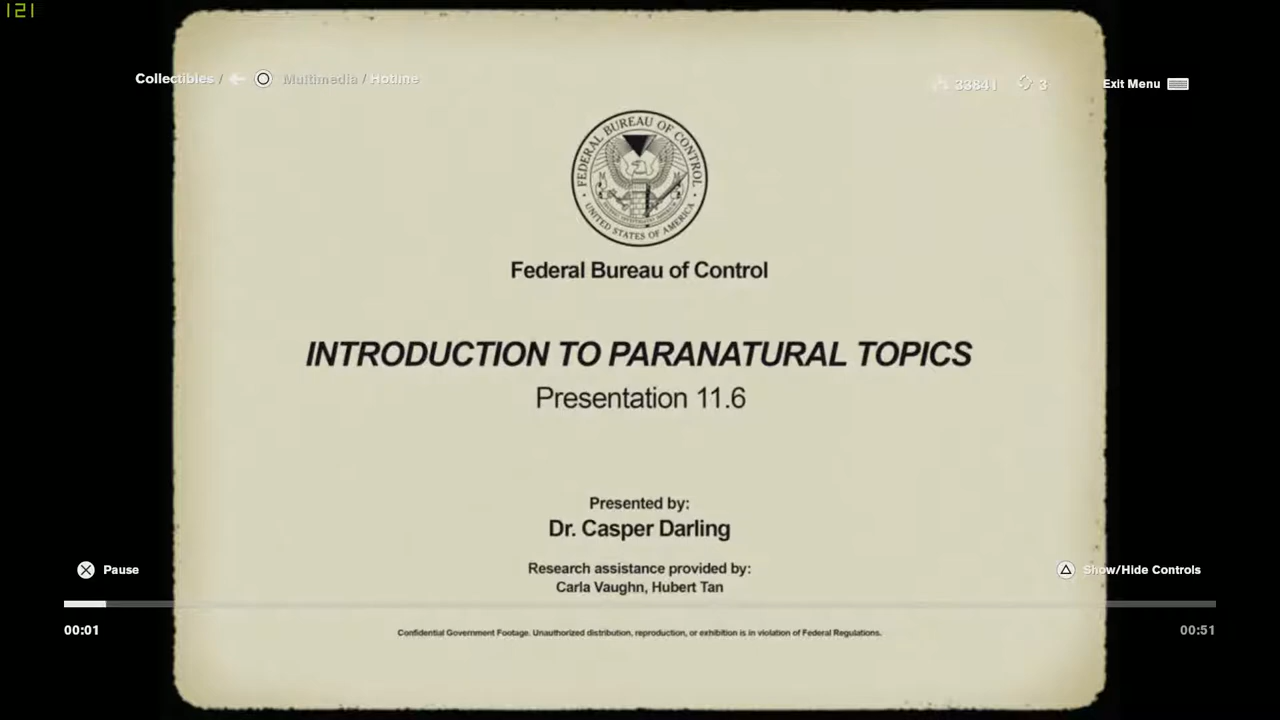 121
Collectibles / Multimedia / Hotline
33841 3
Exit Menu
FEDERAL BUREAU OF CONTROL
UNITED STATES OF AMERICA
Federal Bureau of Control
INTRODUCTION TO PARANATURAL TOPICS
Presentation 11.6
Presented by:
Dr. Casper Darling
Research assistance provided by:
Carla Vaughn, Hubert Tan
Pause
Show/Hide Controls
00:01
00:51
Confidential Government Footage. Unauthorized distribution, reproduction, or exhibition is in violation of Federal Regulations.